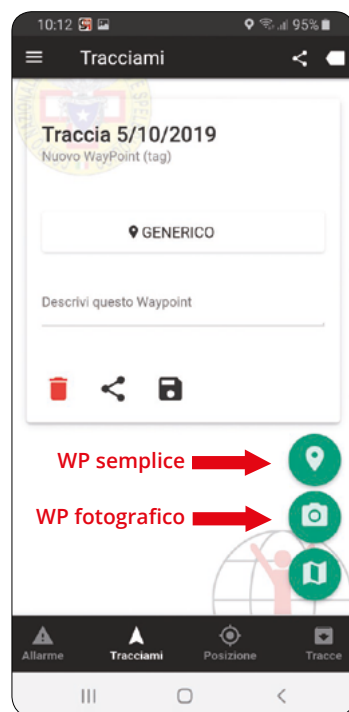 10:12 95%
Tracciami
Traccia 5/10/2019
Nuovo WayPoint (tag)
GENERICO
Descrivi questo Waypoint
WP semplice
WP fotografico
Allarme Tracciami Posizione Tracce